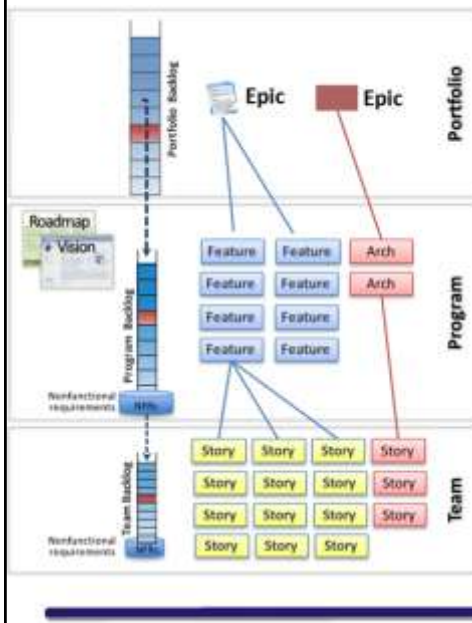 Portfolio Backlog
Epic
Epic
Portfolio
Roadmap
Vision
Program Backlog
Nonfunctional
requirements
NFRs
Feature Feature Arch
Feature Feature Arch
Feature Feature
Feature Feature
Program
Team Backlog
Nonfunctional
requirements
Story Story Story Story
Story Story Story Story
Story Story Story Story
Story Story Story
Team